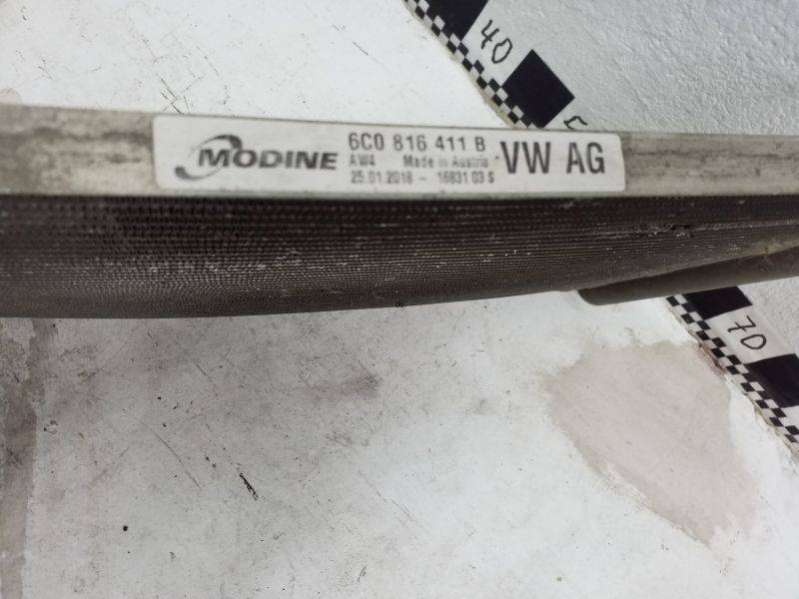 40
MODINE
6C0 816 411 B
AW4 Made in Austria
25.01.2018 - 16831 03 S
VW AG
70